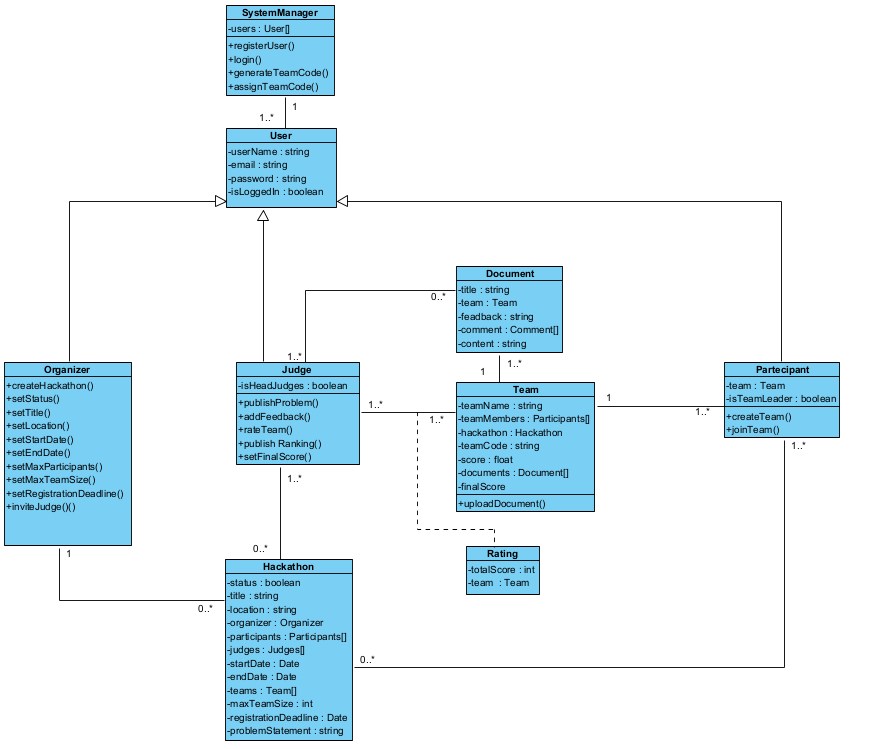 SystemManager
-users : User[]
+registerUser()
+login()
+generateTeamCode()
+assignTeamCode()
1
1..*
User
-userName : string
-email : string
-password : string
-isLoggedIn : boolean
Document
-title : string
-team : Team
-feadback : string
-comment : Comment[]
-content : string
0..*
1..*
1..*
1
Organizer
+createHackathon()
+setStatus()
+setTitle()
+setLocation()
+setStartDate()
+setEndDate()
+setMaxParticipants()
+setMaxTeamSize()
+setRegistrationDeadline()
+inviteJudge()()
Judge
-isHeadJudges : boolean
+publishProblem()
+addFeedback()
+rateTeam()
+publish Ranking()
+setFinalScore()
1..*
1..*
Team
-teamName : string
-teamMembers : Participants[]
-hackathon : Hackathon
-teamCode : string
-score : float
-documents : Document[]
-finalScore
+uploadDocument()
1
1..*
Partecipant
-team : Team
-isTeamLeader : boolean
+createTeam()
+joinTeam()
1..*
1..*
0..*
1
0..*
Rating
-totalScore : int
-team : Team
Hackathon
-status : boolean
-title : string
-location : string
-organizer : Organizer
-participants : Participants[]
-judges : Judges[]
-startDate : Date
-endDate : Date
-teams : Team[]
-maxTeamSize : int
-registrationDeadline : Date
-problemStatement : string
0..*